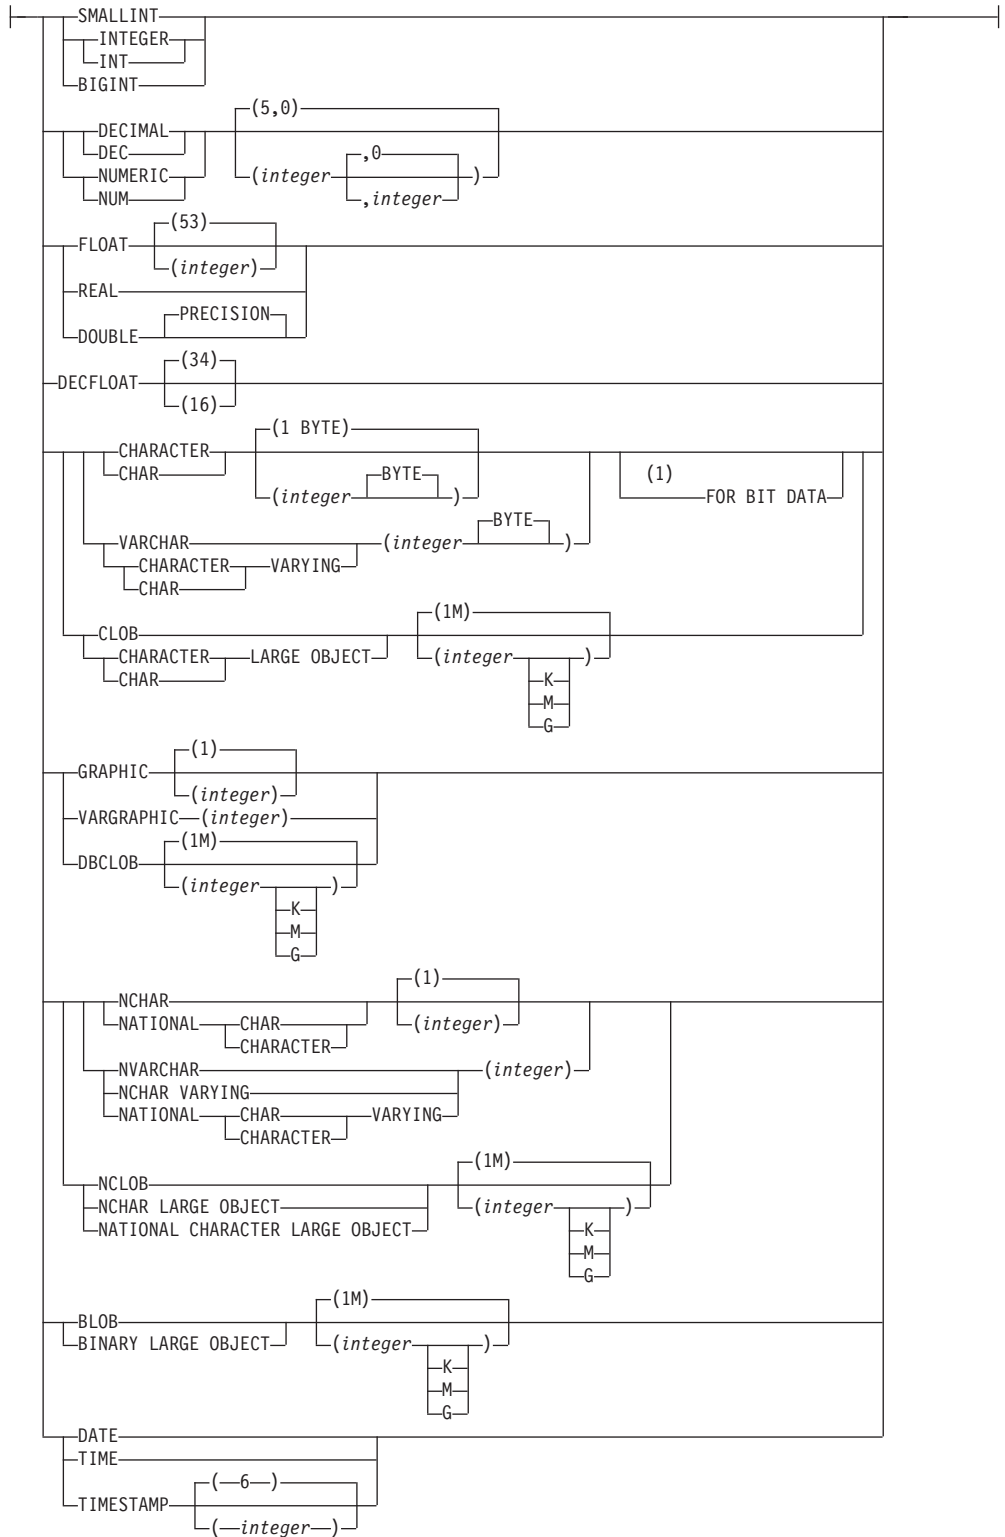 SMALLINT
INTEGER
INT
BIGINT
(5,0)
DECIMAL
DEC
NUMERIC
NUM
,0
(integer
)
,integer
(53)
FLOAT
(integer)
REAL
PRECISION
DOUBLE
(34)
DECFLOAT
(16)
(1 BYTE)
CHARACTER
CHAR
BYTE
(integer
)
(1)
FOR BIT DATA
BYTE
VARCHAR
(integer
)
CHARACTER
VARYING
CHAR
(1M)
CLOB
CHARACTER
LARGE OBJECT
(integer
)
CHAR
K
M
G
(1)
GRAPHIC
(integer)
VARGRAPHIC
(integer)
(1M)
DBCLOB
(integer
)
K
M
G
(1)
NCHAR
NATIONAL
CHAR
(integer)
CHARACTER
NVARCHAR
(integer)
NCHAR VARYING
NATIONAL
CHAR
VARYING
CHARACTER
(1M)
NCLOB
NCHAR LARGE OBJECT
(integer
)
NATIONAL CHARACTER LARGE OBJECT
K
M
G
(1M)
BLOB
BINARY LARGE OBJECT
(integer
)
K
M
G
DATE
TIME
( 6 )
TIMESTAMP
( integer )